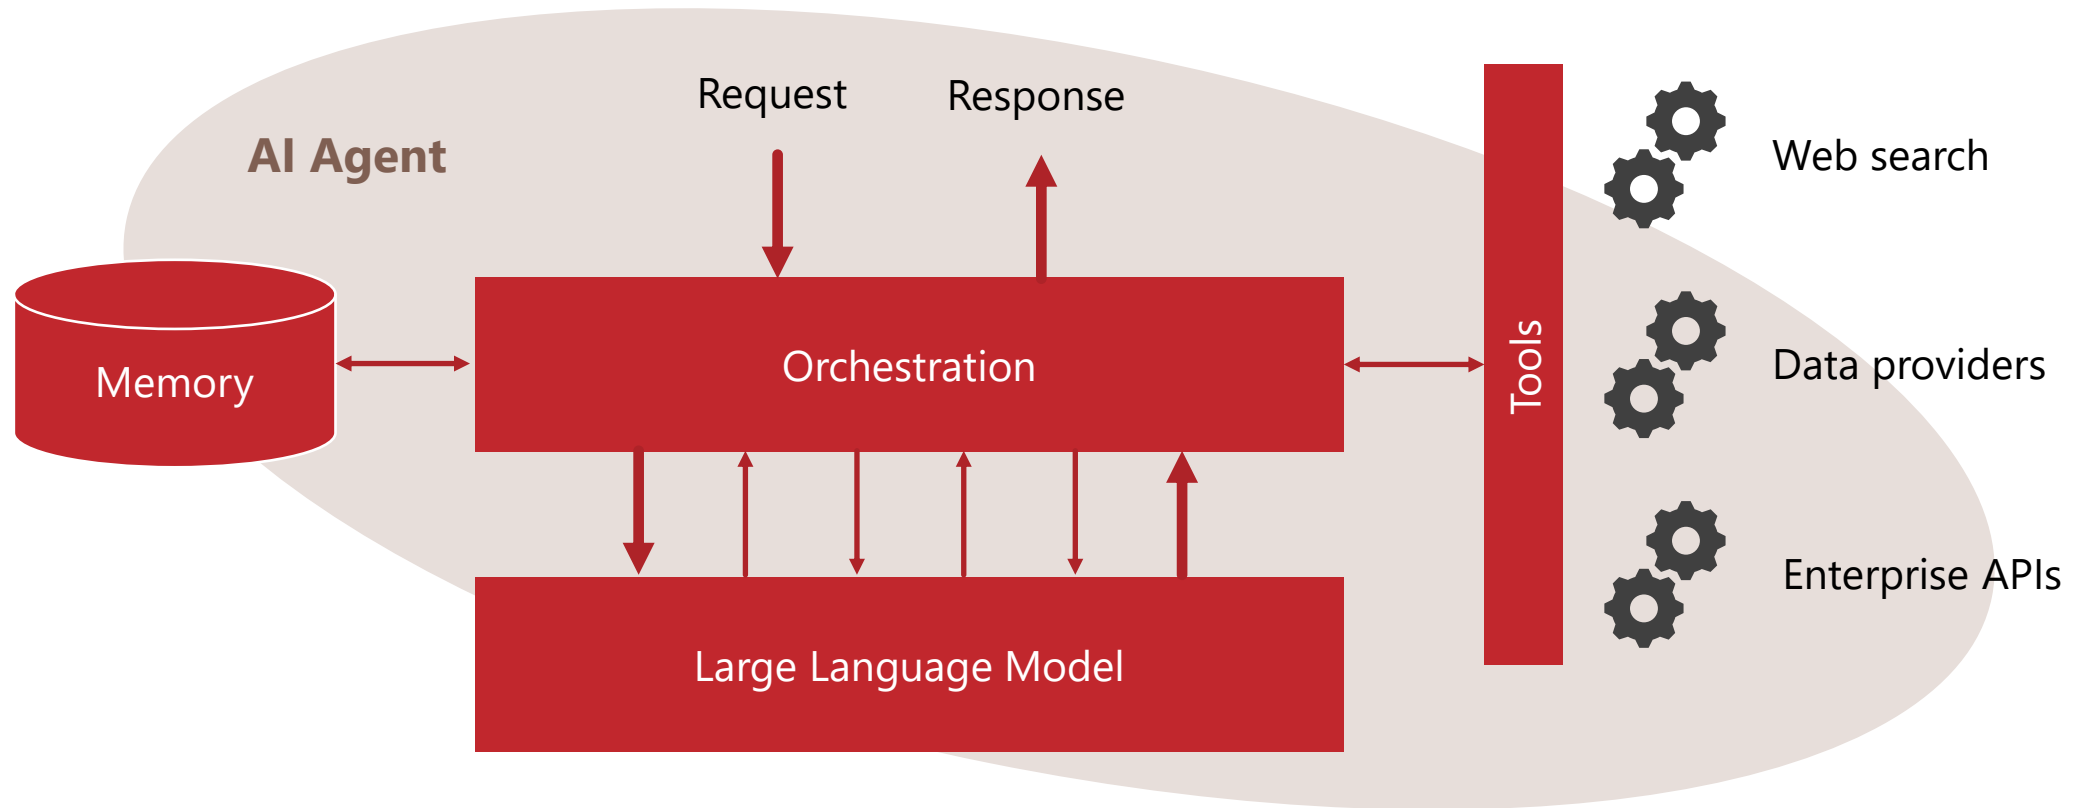 Request
Response
AI Agent
Web search
Memory
Orchestration
Tools
Data providers
Enterprise APIs
Large Language Model